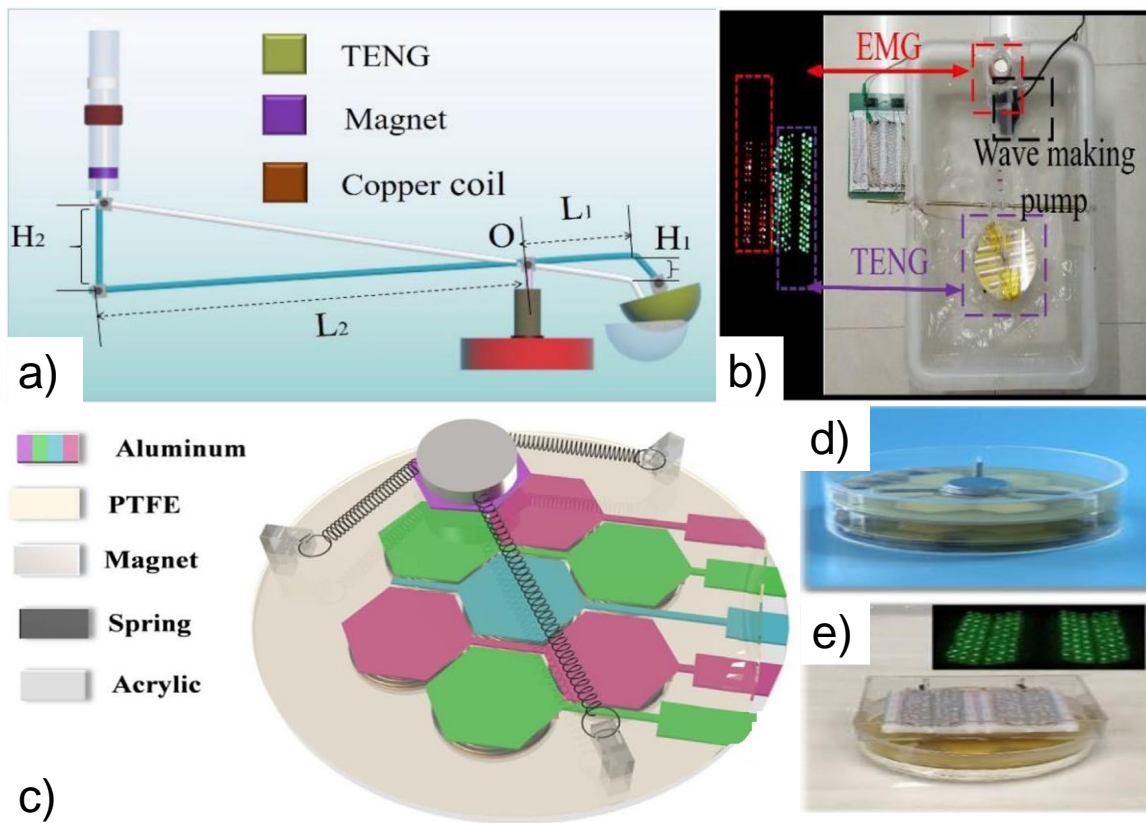 TENG
Magnet
Copper coil
H₂
L₂
O
L₁
H₁
a)
EMG
Wave making
pump
TENG
b)
Aluminum
PTFE
Magnet
Spring
Acrylic
c)
d)
e)